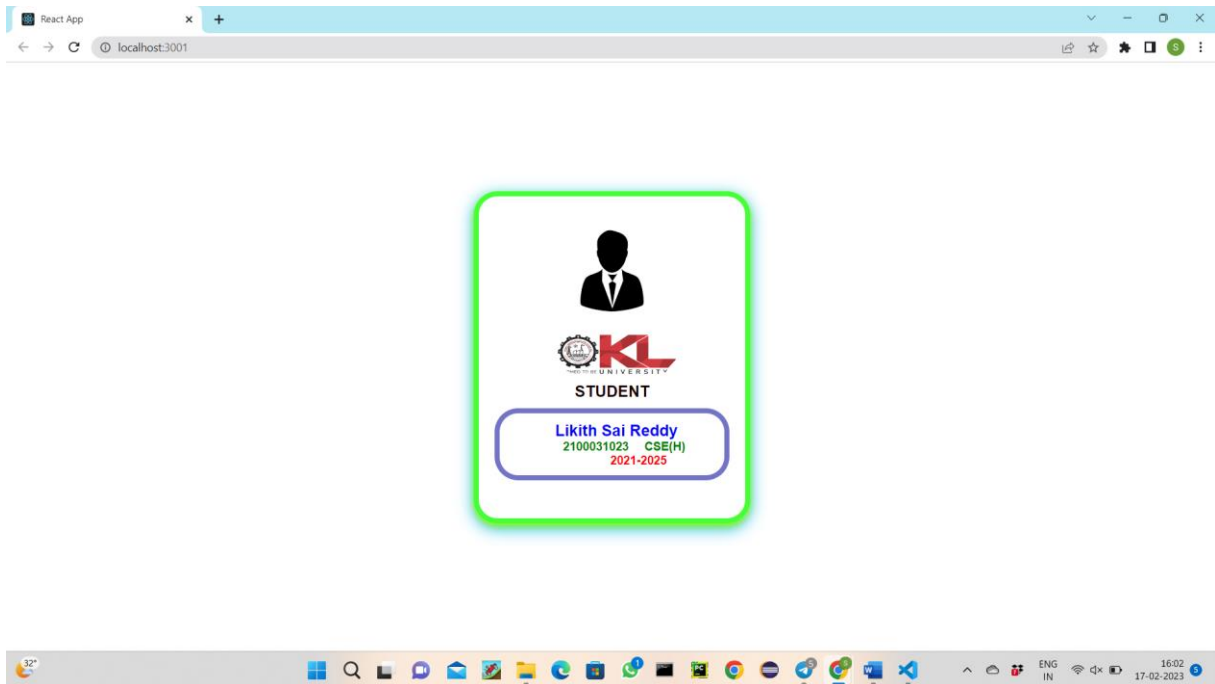 React App
localhost:3001
S
KL
UNIVERSITY
STUDENT
Likith Sai Reddy
2100031023 CSE(H)
2021-2025
32°
ENG
IN
16:02
17-02-2023